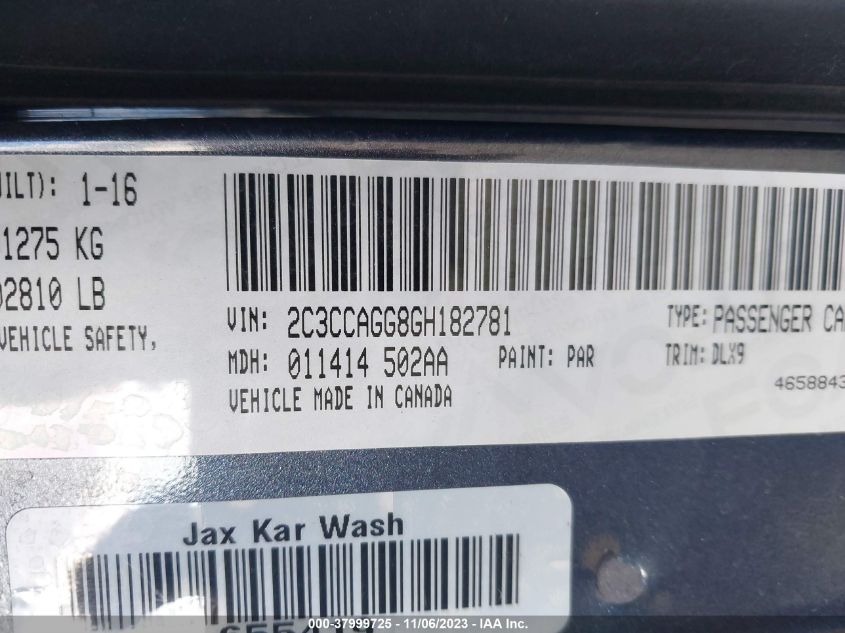 UILT): 1-16
1275 KG
02810 LB
VEHICLE SAFETY,
VIN: 2C3CCAGG8GH182781
TYPE: PASSENGER CA
MDH: 011414 502AA
PAINT: PAR
TRIM: DLX9
VEHICLE MADE IN CANADA
4658843
Jax Kar Wash
000-37999725 - 11/06/2023 - IAA Inc.